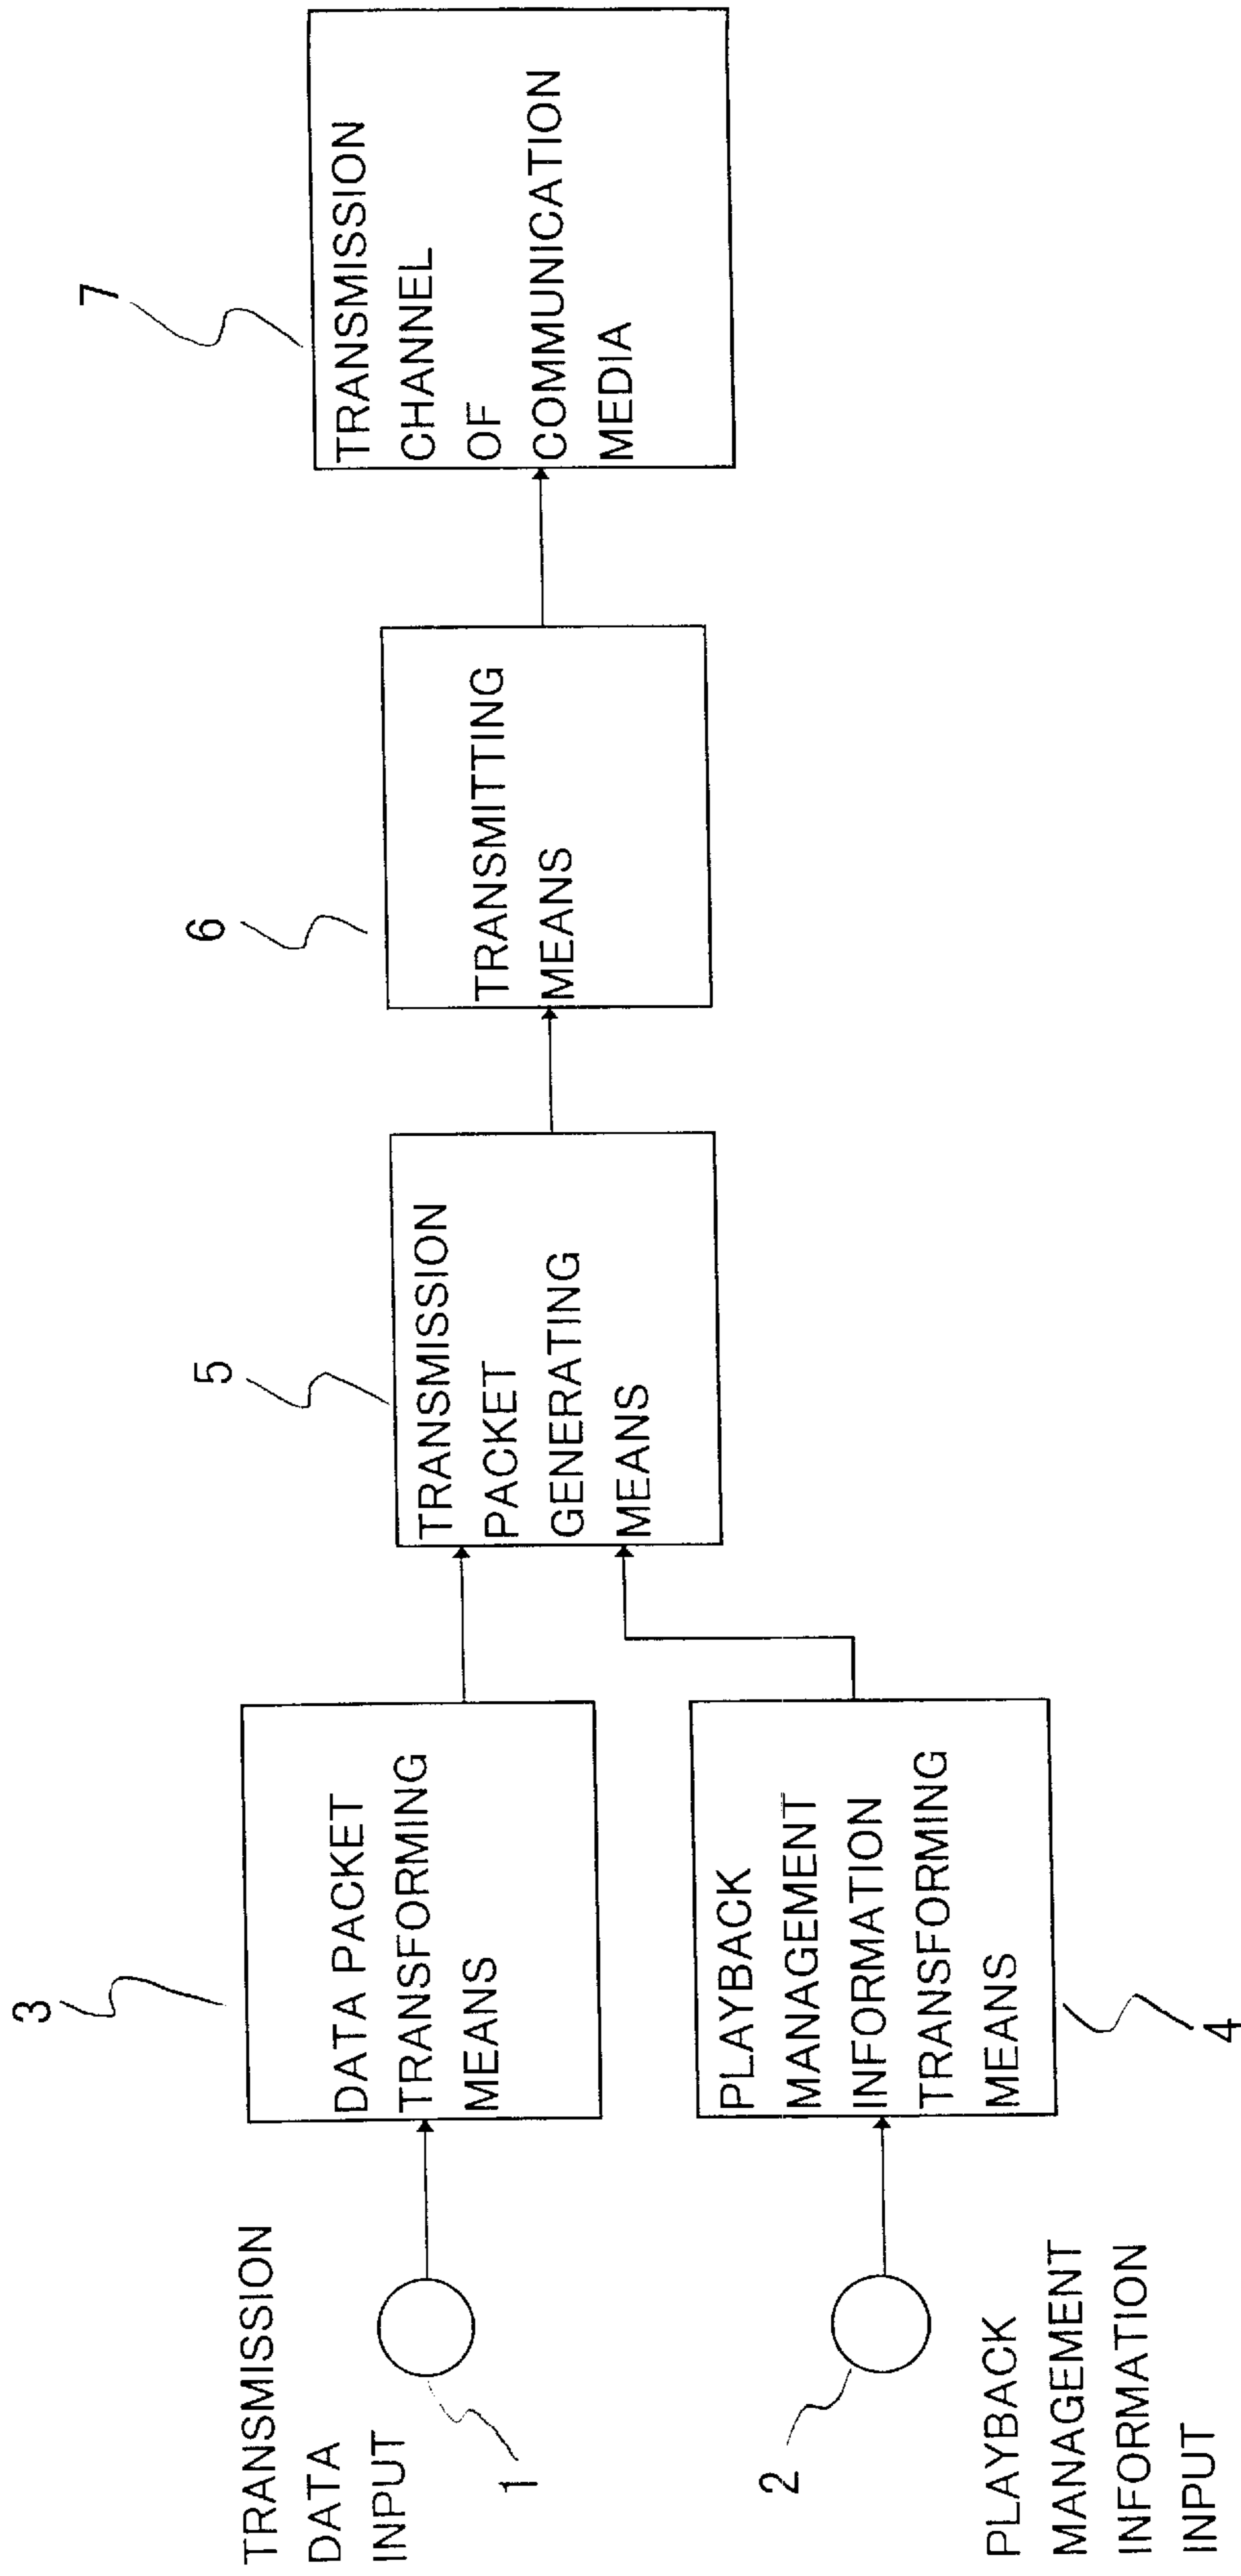 TRANSMISSION
DATA
INPUT
1
3
DATA PACKET
TRANSFORMING
MEANS
2
PLAYBACK
MANAGEMENT
INFORMATION
INPUT
PLAYBACK
MANAGEMENT
INFORMATION
TRANSFORMING
MEANS
4
5
TRANSMISSION
PACKET
GENERATING
MEANS
6
TRANSMITTING
MEANS
7
TRANSMISSION
CHANNEL
OF
COMMUNICATION
MEDIA